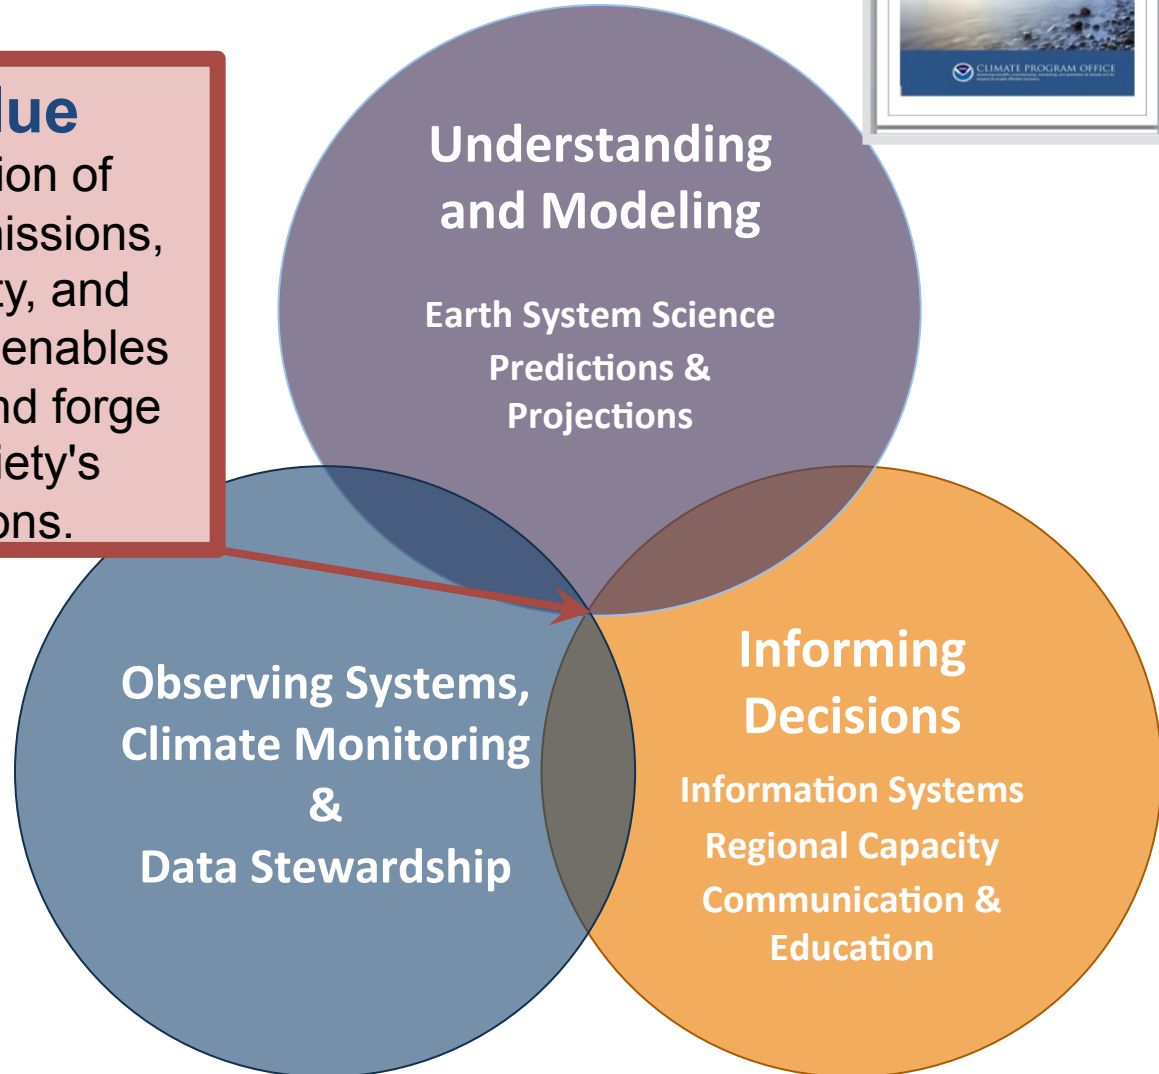 CLIMATE PROGRAM OFFICE
lue
ion of
nissions,
ty, and
enables
nd forge
iety's
ons.
Understanding
and Modeling
Earth System Science
Predictions &
Projections
Observing Systems,
Climate Monitoring
&
Data Stewardship
Informing
Decisions
Information Systems
Regional Capacity
Communication &
Education